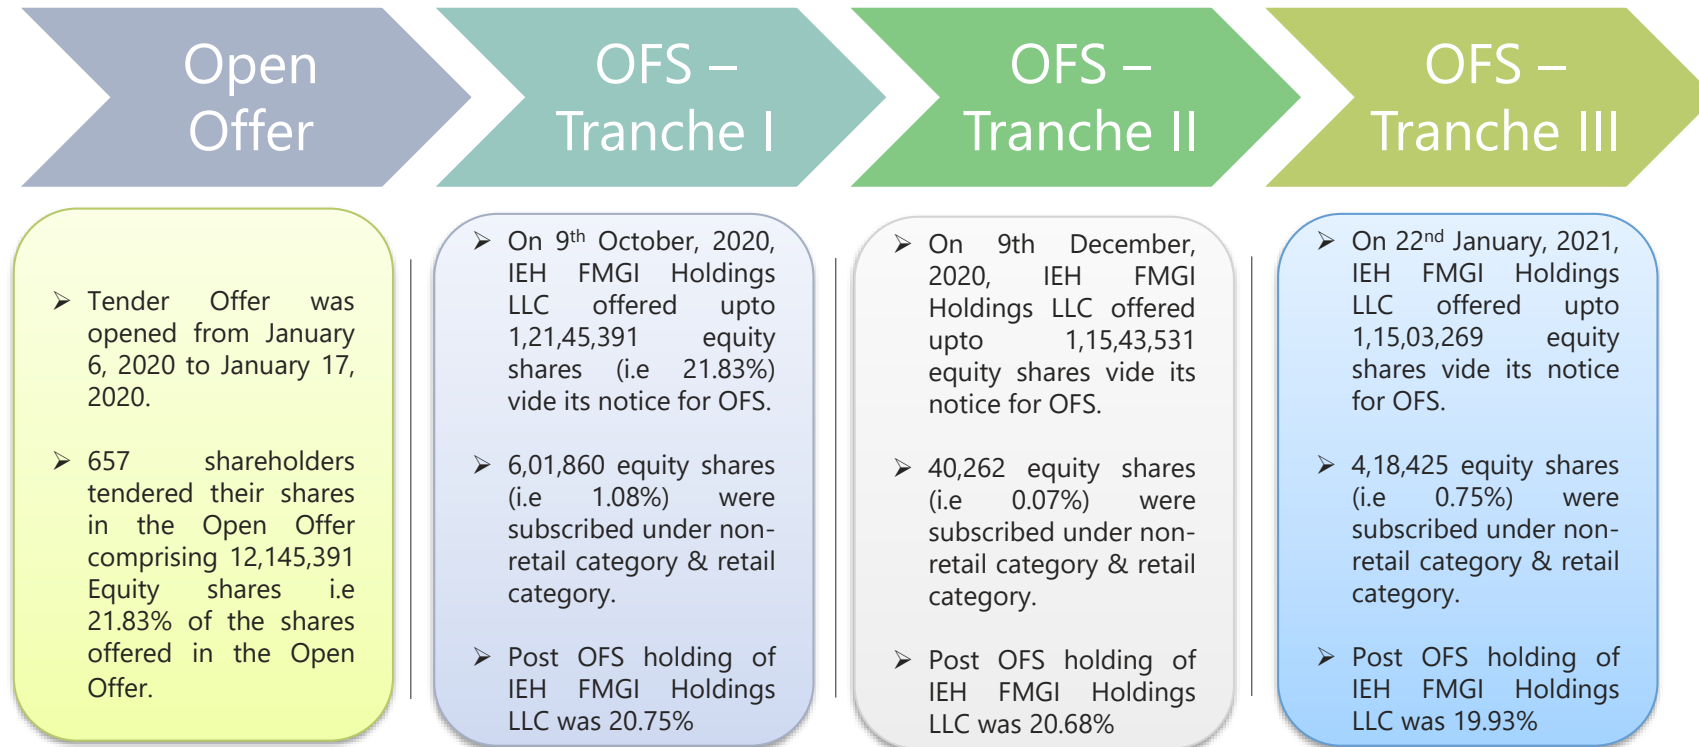 Open
Offer
OFS –
Tranche I
OFS –
Tranche II
OFS –
Tranche III
➢ Tender Offer was
opened from January
6, 2020 to January 17,
2020.
➢ 657 shareholders
tendered their shares
in the Open Offer
comprising 12,145,391
Equity shares i.e
21.83% of the shares
offered in the Open
Offer.
➢ On 9th October, 2020,
IEH FMGI Holdings
LLC offered upto
1,21,45,391 equity
shares (i.e 21.83%)
vide its notice for OFS.
➢ 6,01,860 equity shares
(i.e 1.08%) were
subscribed under non-
retail category & retail
category.
➢ Post OFS holding of
IEH FMGI Holdings
LLC was 20.75%
➢ On 9th December,
2020, IEH FMGI
Holdings LLC offered
upto 1,15,43,531
equity shares vide its
notice for OFS.
➢ 40,262 equity shares
(i.e 0.07%) were
subscribed under non-
retail category & retail
category.
➢ Post OFS holding of
IEH FMGI Holdings
LLC was 20.68%
➢ On 22nd January, 2021,
IEH FMGI Holdings
LLC offered upto
1,15,03,269 equity
shares vide its notice
for OFS.
➢ 4,18,425 equity shares
(i.e 0.75%) were
subscribed under non-
retail category & retail
category.
➢ Post OFS holding of
IEH FMGI Holdings
LLC was 19.93%